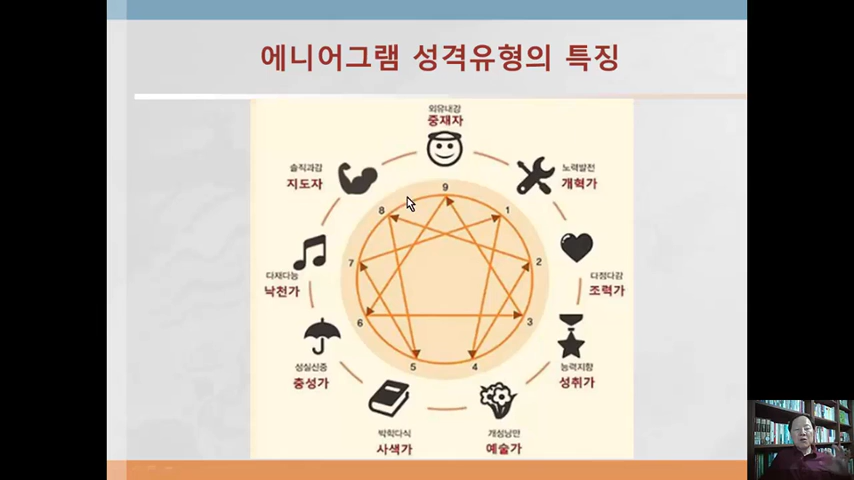 에니어그램 성격유형의 특징
외유내강
중재자
솔직과감
지도자
노력발전
개혁가
9
8
1
다재다능
낙천가
7
2
다정다감
조력가
6
3
성실신중
충성가
5
4
능력지향
성취가
박학다식
사색가
개성낭만
예술가